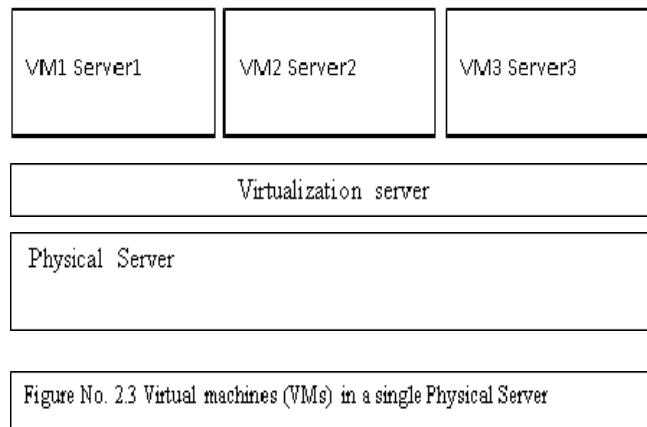 VM1 Server1
VM2 Server2
VM3 Server3
Virtualization server
Physical Server
Figure No. 2.3 Virtual machines (VMs) in a single Physical Server